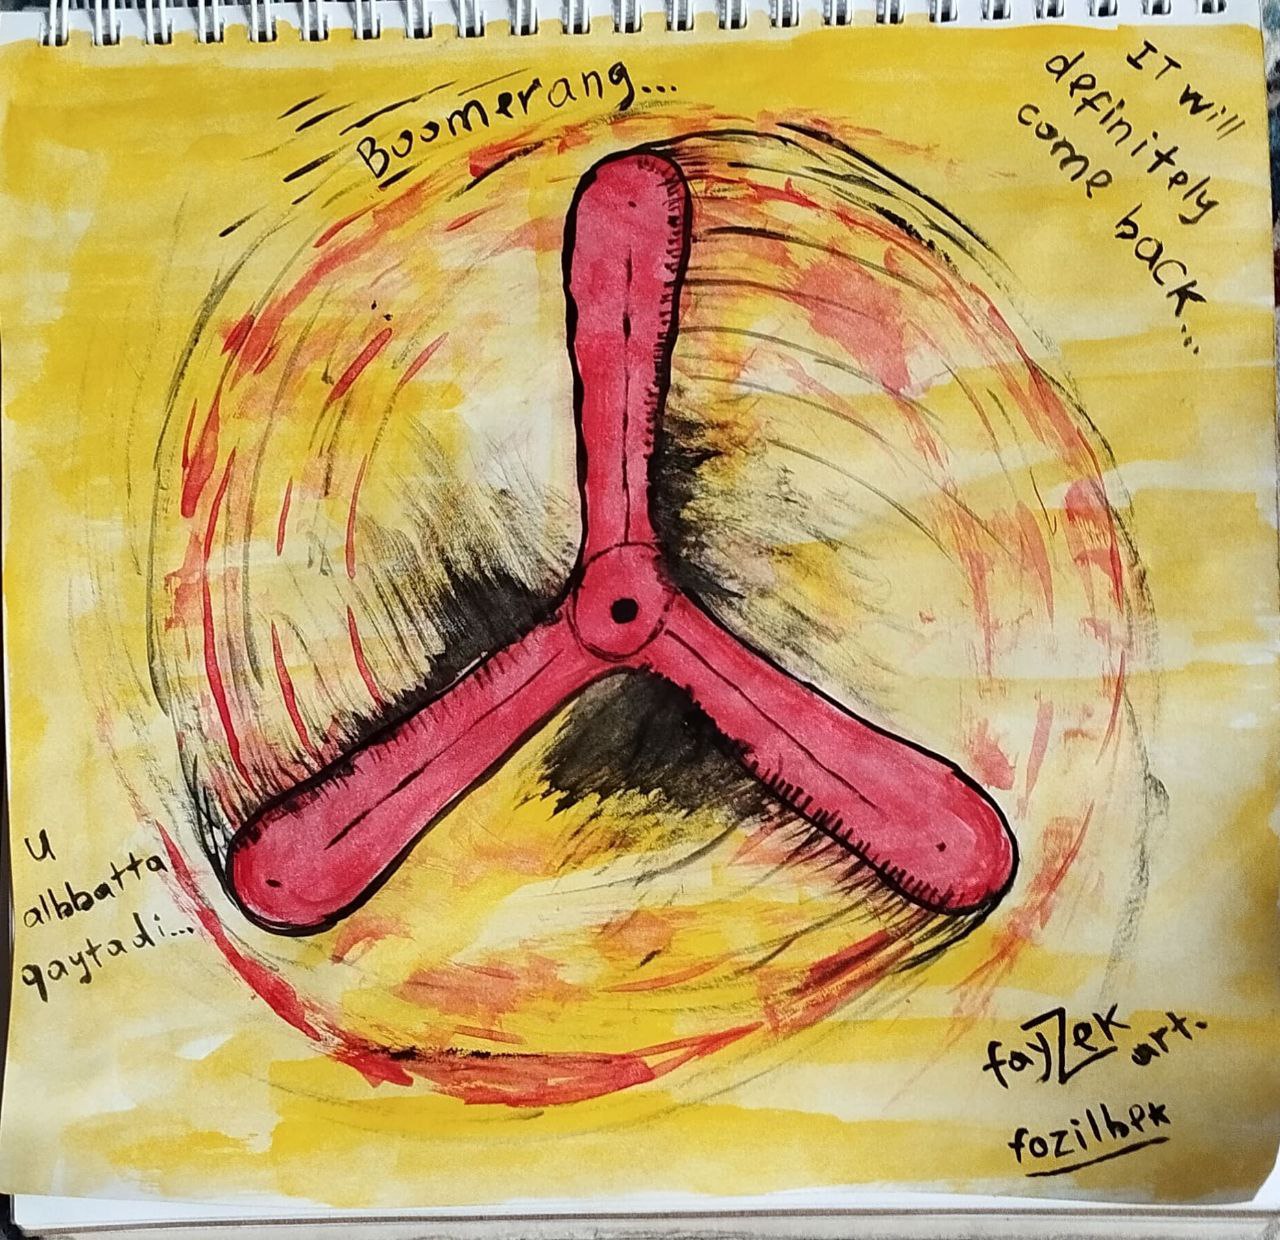 Boomerang...
IT will
definitely
come back...
U
albbatta
qaytadi...
fayZek
art.
fozilbek